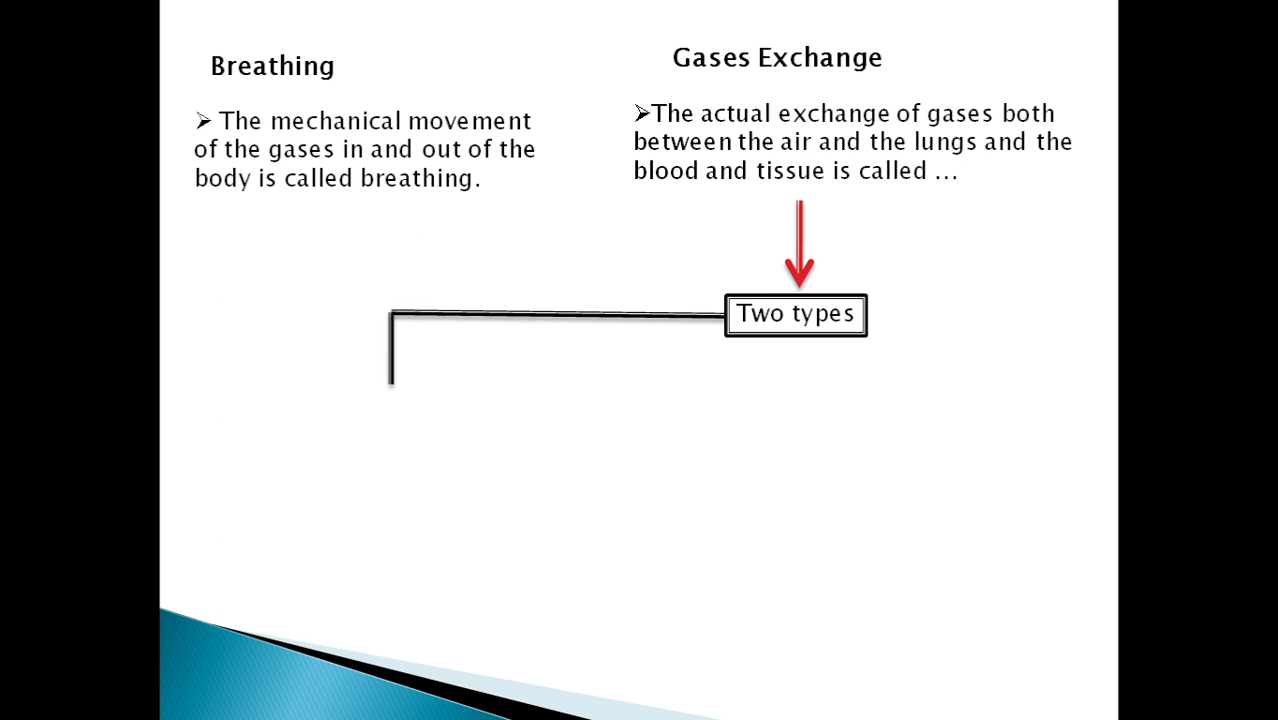 Breathing
➢ The mechanical movement
of the gases in and out of the
body is called breathing.
Gases Exchange
➢The actual exchange of gases both
between the air and the lungs and the
blood and tissue is called …
Two types